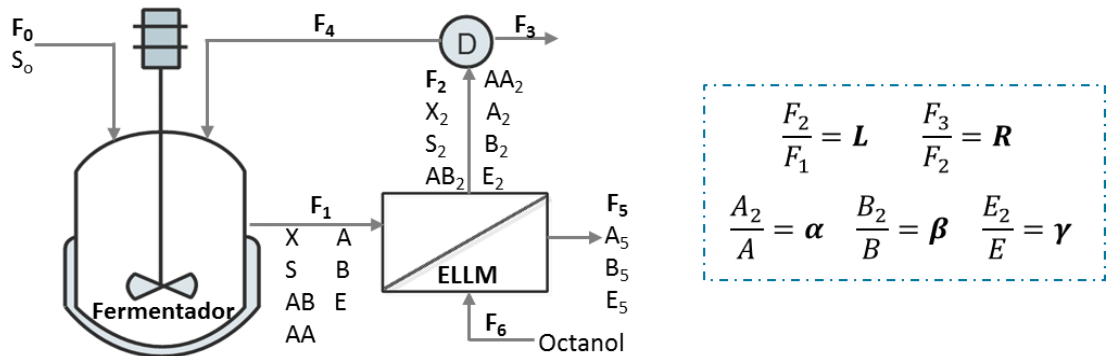 F₀
S₀
F₄
F₃
D
F₂
X₂
S₂
AB₂
AA₂
A₂
B₂
E₂
F₁
X
S
AB
AA
A
B
E
Fermentador
ELLM
F₅
A₅
B₅
E₅
F₆
Octanol
F₂/F₁ = L F₃/F₂ = R
A₂/A = α B₂/B = β E₂/E = γ